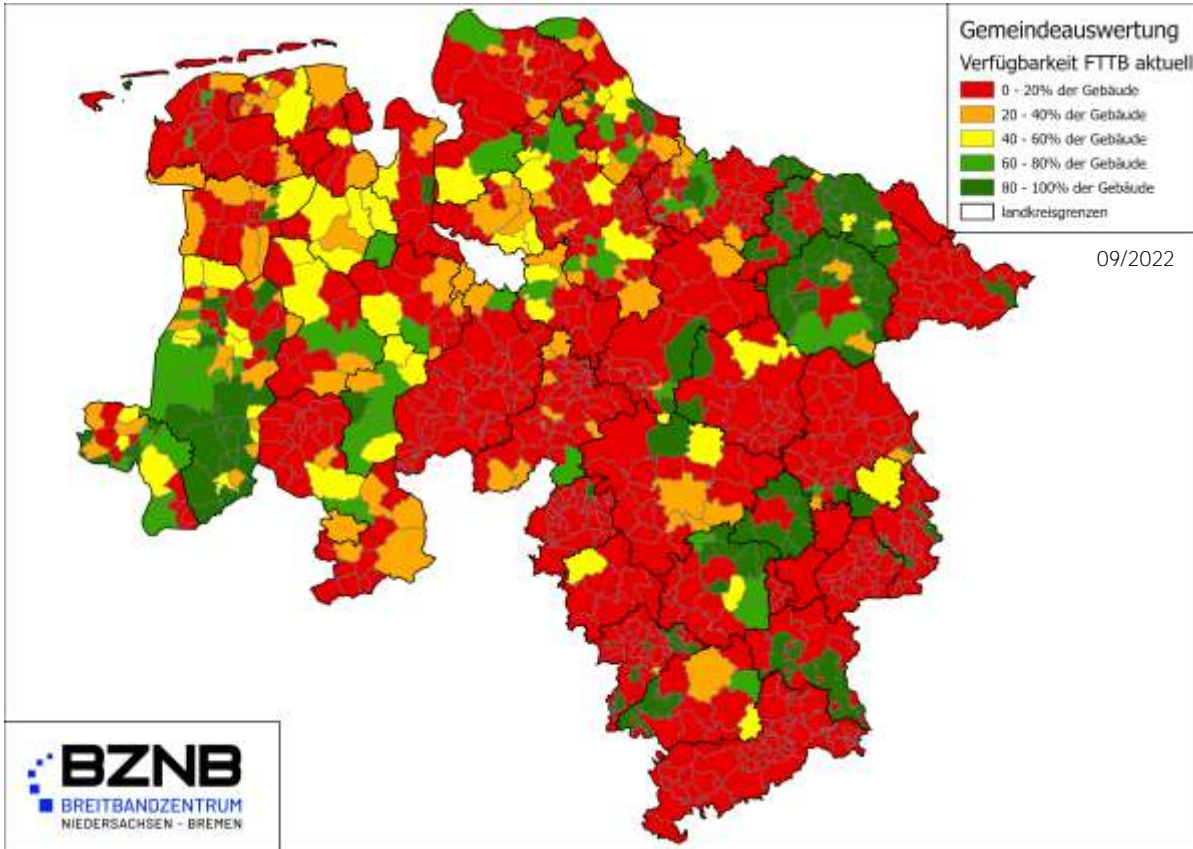 Gemeindeauswertung
Verfügbarkeit FTTB aktuell
0 - 20% der Gebäude
20 - 40% der Gebäude
40 - 60% der Gebäude
60 - 80% der Gebäude
80 - 100% der Gebäude
landkreisgrenzen
09/2022
BZNB
BREITBANDZENTRUM
NIEDERSACHSEN - BREMEN